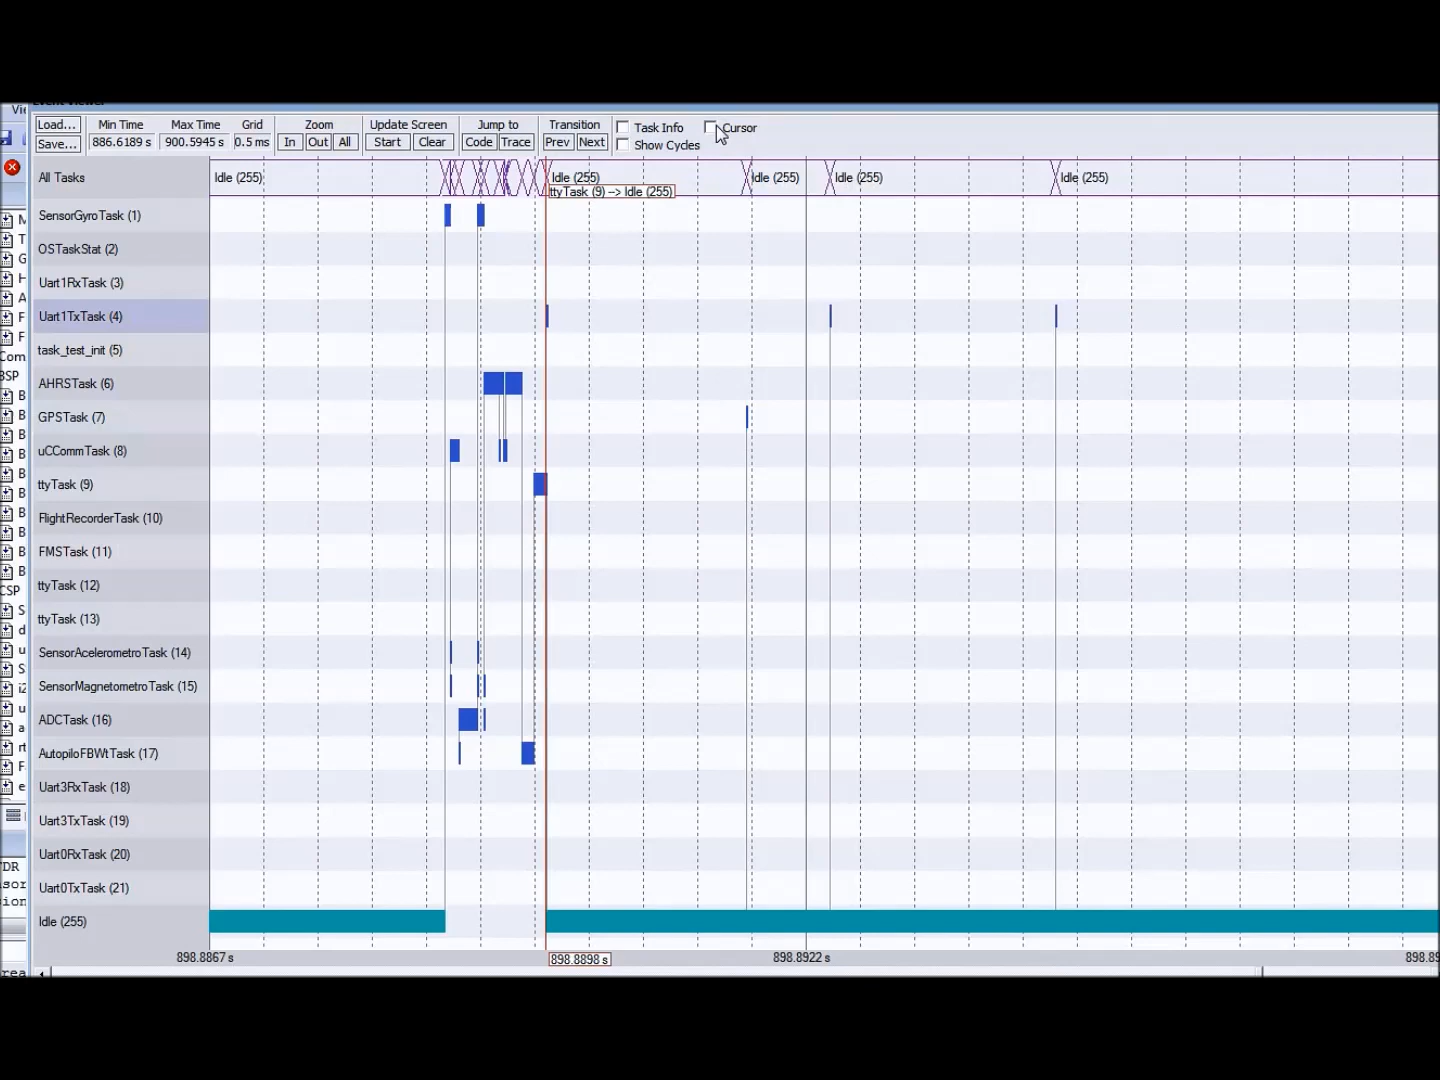 Load... Min Time Max Time Grid Zoom Update Screen Jump to Transition Task Info Cursor
Save... 886.6189 s 900.5945 s 0.5 ms In Out All Start Clear Code Trace Prev Next Show Cycles
All Tasks Idle (255) Idle (255) Idle (255) Idle (255) Idle (255)
ttyTask (9) --> Idle (255)
SensorGyroTask (1)
OSTaskStat (2)
Uart1RxTask (3)
Uart1TxTask (4)
task_test_init (5)
AHRSTask (6)
GPSTask (7)
uCCommTask (8)
ttyTask (9)
FlightRecorderTask (10)
FMSTask (11)
ttyTask (12)
ttyTask (13)
SensorAcelerometroTask (14)
SensorMagnetometroTask (15)
ADCTask (16)
AutopiloFBWtTask (17)
Uart3RxTask (18)
Uart3TxTask (19)
Uart0RxTask (20)
Uart0TxTask (21)
Idle (255)
898.8867 s 898.8898 s 898.8922 s